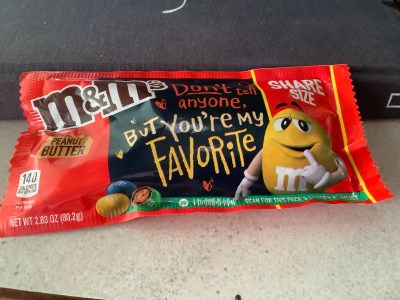 m&m's
Don't tell
anyone,
BUT YOU'Re MY
FAVORite
SHARE
SIZE
PEANUT
BUTTER
140
CALORIES
m
SCAN FOR THIS PACK'S
NET WT 2.83 OZ (80.2g)